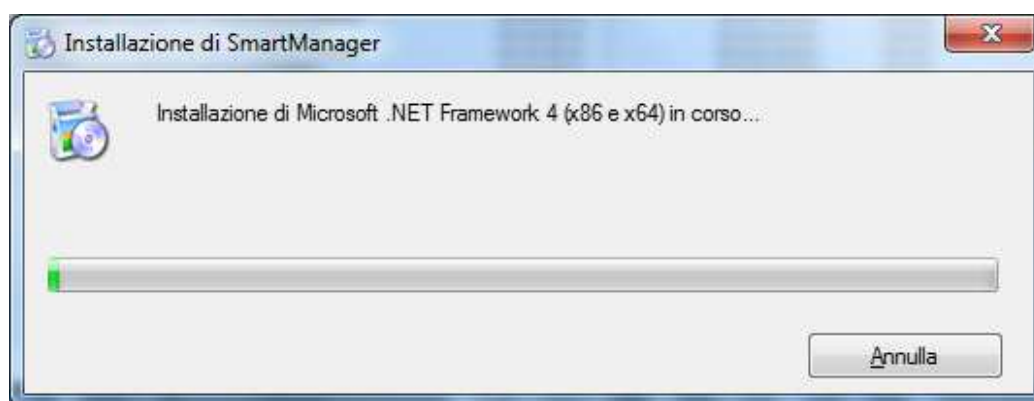 Installazione di SmartManager
Installazione di Microsoft .NET Framework 4 (x86 e x64) in corso...
Annulla